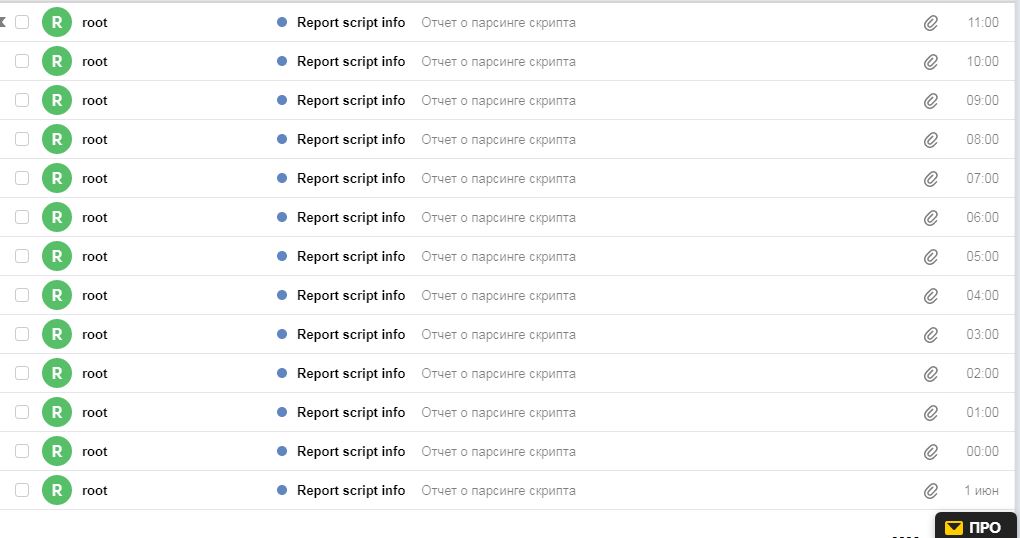 R root Report script info Отчет о парсинге скрипта 11:00
R root Report script info Отчет о парсинге скрипта 10:00
R root Report script info Отчет о парсинге скрипта 09:00
R root Report script info Отчет о парсинге скрипта 08:00
R root Report script info Отчет о парсинге скрипта 07:00
R root Report script info Отчет о парсинге скрипта 06:00
R root Report script info Отчет о парсинге скрипта 05:00
R root Report script info Отчет о парсинге скрипта 04:00
R root Report script info Отчет о парсинге скрипта 03:00
R root Report script info Отчет о парсинге скрипта 02:00
R root Report script info Отчет о парсинге скрипта 01:00
R root Report script info Отчет о парсинге скрипта 00:00
R root Report script info Отчет о парсинге скрипта 1 июн
ПРО